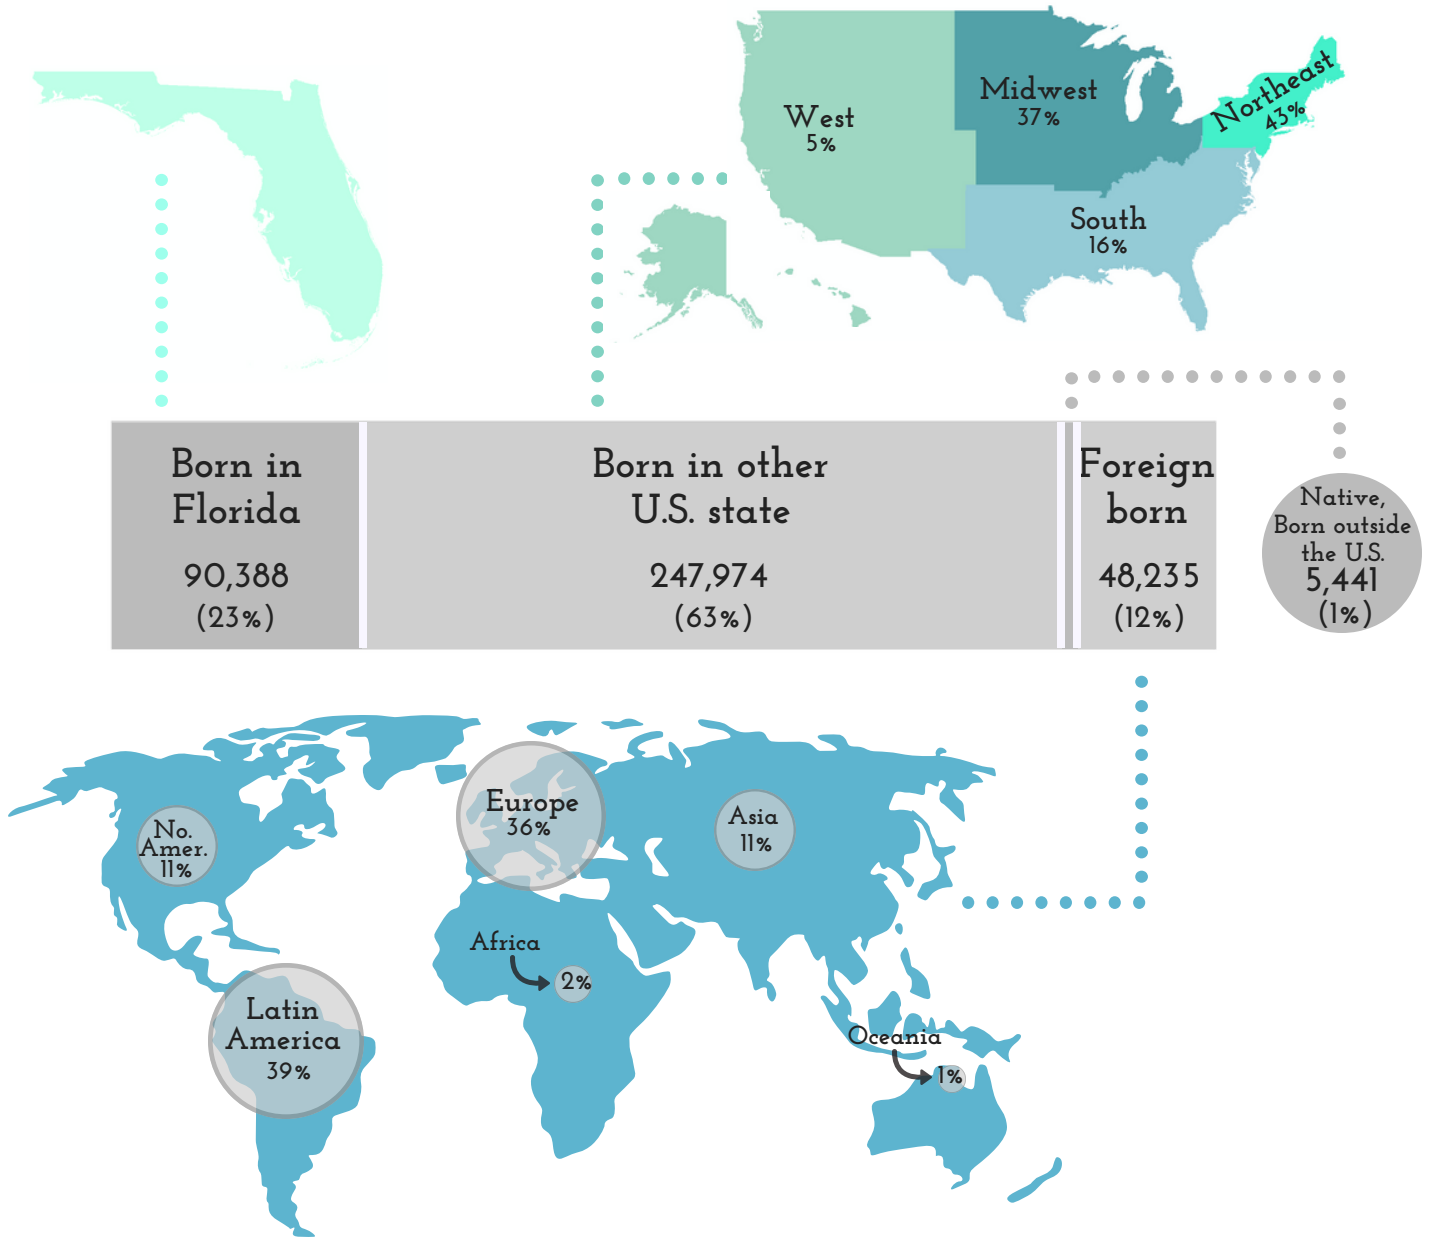 West
5%
Midwest
37%
Northeast
43%
South
16%
Born in
Florida
90,388
(23%)
Born in other
U.S. state
247,974
(63%)
Foreign
born
48,235
(12%)
Native,
Born outside
the U.S.
5,441
(1%)
No.
Amer.
11%
Europe
36%
Asia
11%
Africa
2%
Latin
America
39%
Oceania
1%